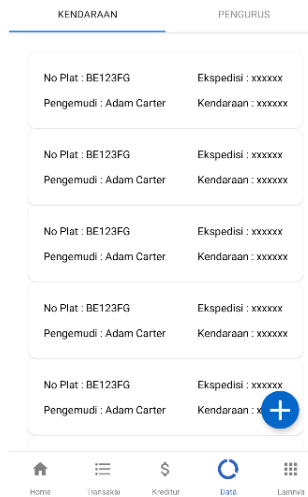 KENDARAAN PENGURUS
No Plat : BE123FG Ekspedisi : xxxxxx
Pengemudi : Adam Carter Kendaraan : xxxxxx
No Plat : BE123FG Ekspedisi : xxxxxx
Pengemudi : Adam Carter Kendaraan : xxxxxx
No Plat : BE123FG Ekspedisi : xxxxxx
Pengemudi : Adam Carter Kendaraan : xxxxxx
No Plat : BE123FG Ekspedisi : xxxxxx
Pengemudi : Adam Carter Kendaraan : xxxxxx
No Plat : BE123FG Ekspedisi : xxxxxx
Pengemudi : Adam Carter Kendaraan : x
Home Transaksi Kreditur Data Lainnya